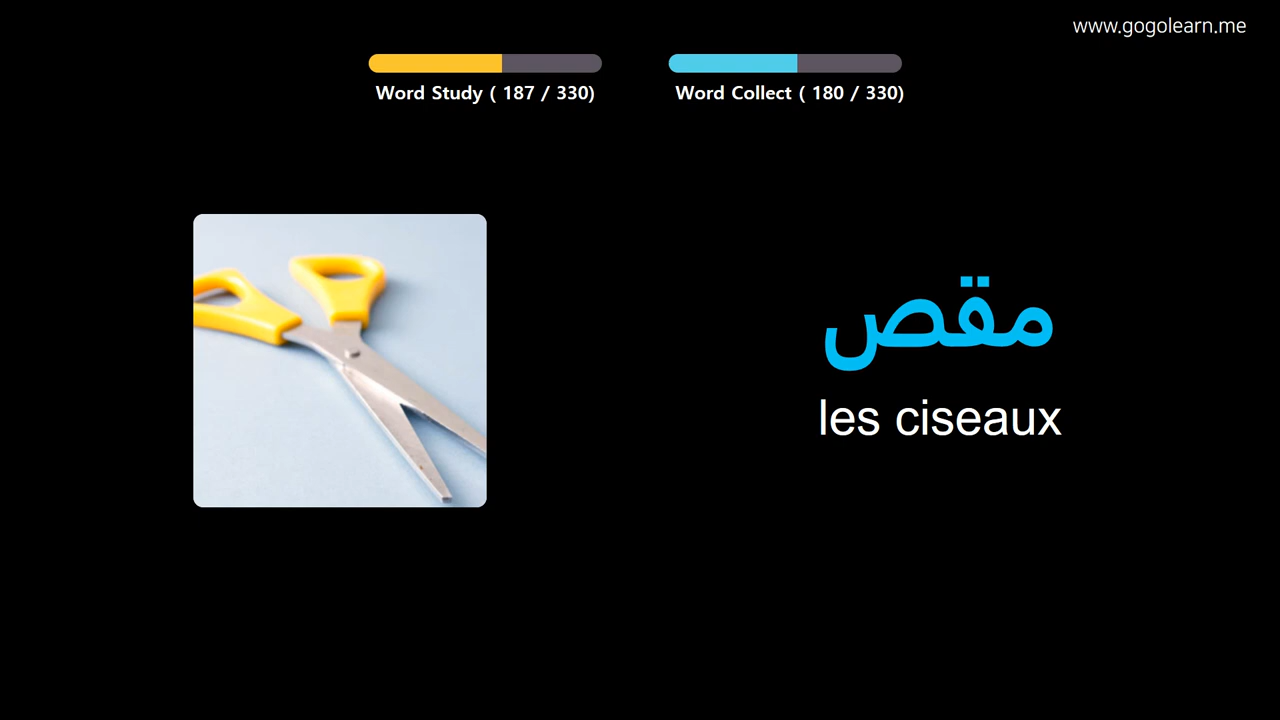 www.gogolearn.me
Word Study ( 187 / 330)
Word Collect ( 180 / 330)
مقص
les ciseaux